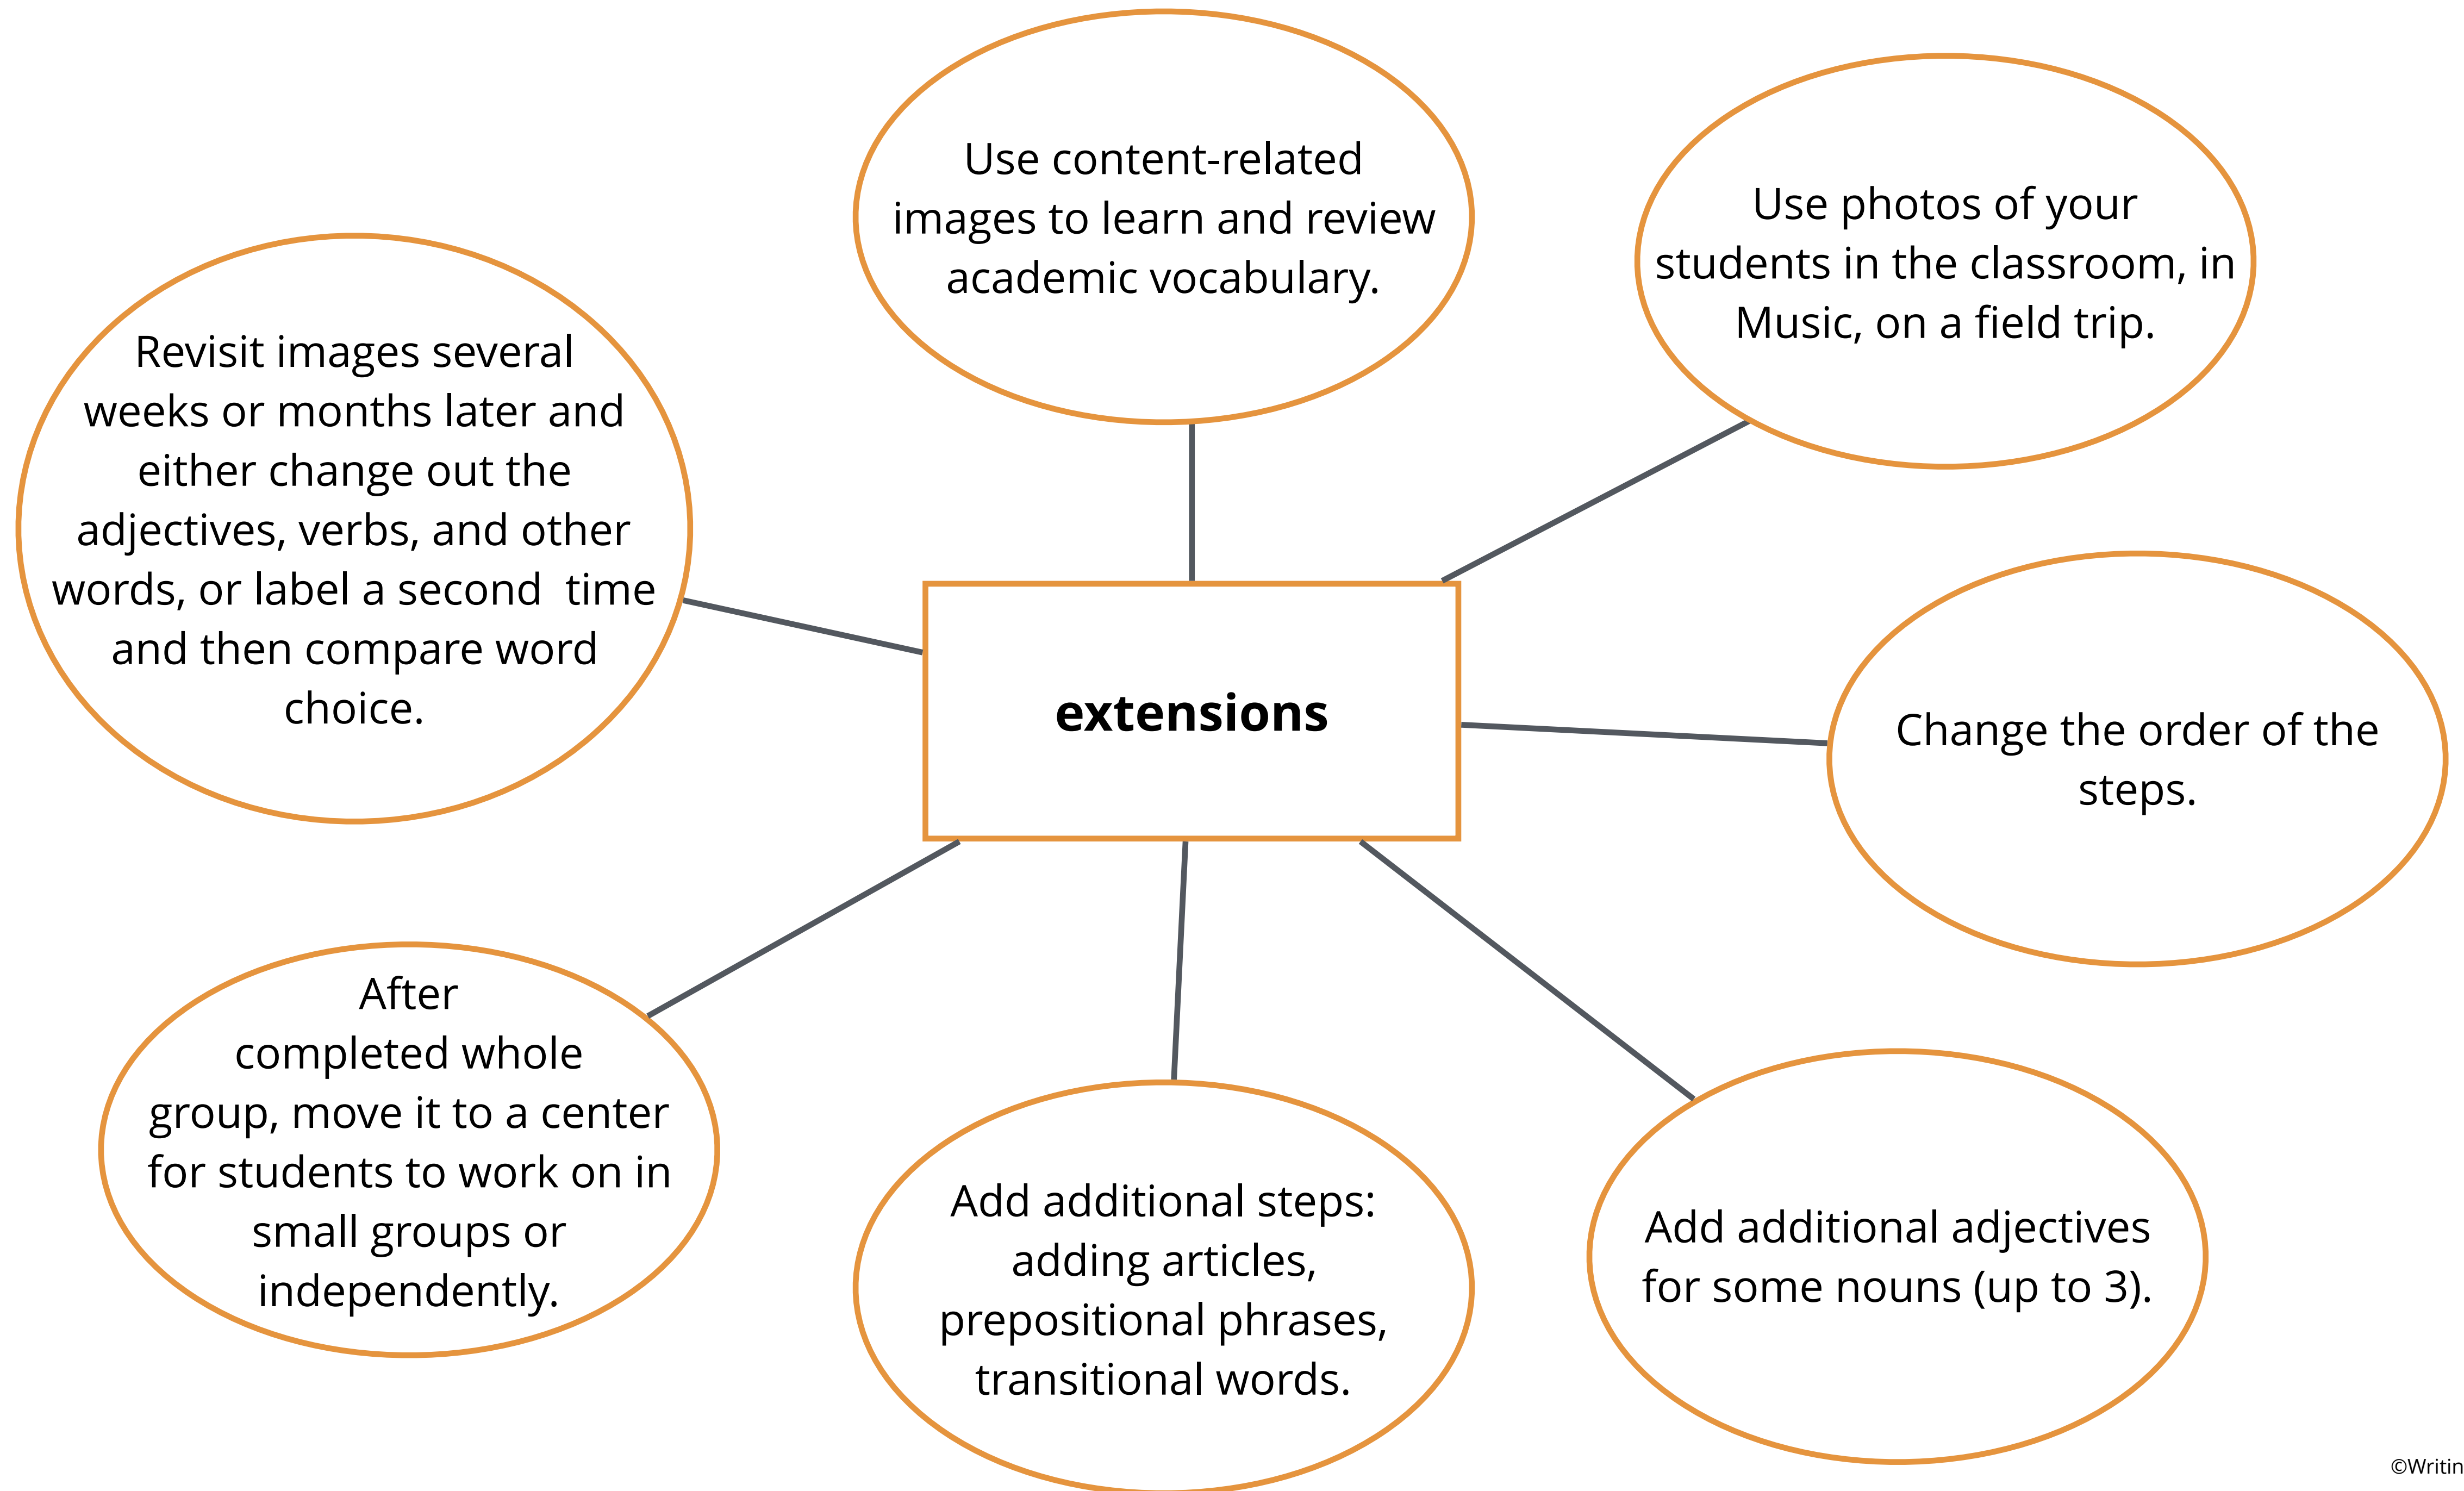 Use content-related
images to learn and review
academic vocabulary.
Use photos of your
students in the classroom, in
Music, on a field trip.
Revisit images several
weeks or months later and
either change out the
adjectives, verbs, and other
words, or label a second  time
and then compare word
choice.
extensions
Change the order of the
steps.
After
completed whole
group, move it to a center
for students to work on in
small groups or
independently.
Add additional steps:
adding articles,
prepositional phrases,
transitional words.
Add additional adjectives
for some nouns (up to 3).
©Writin